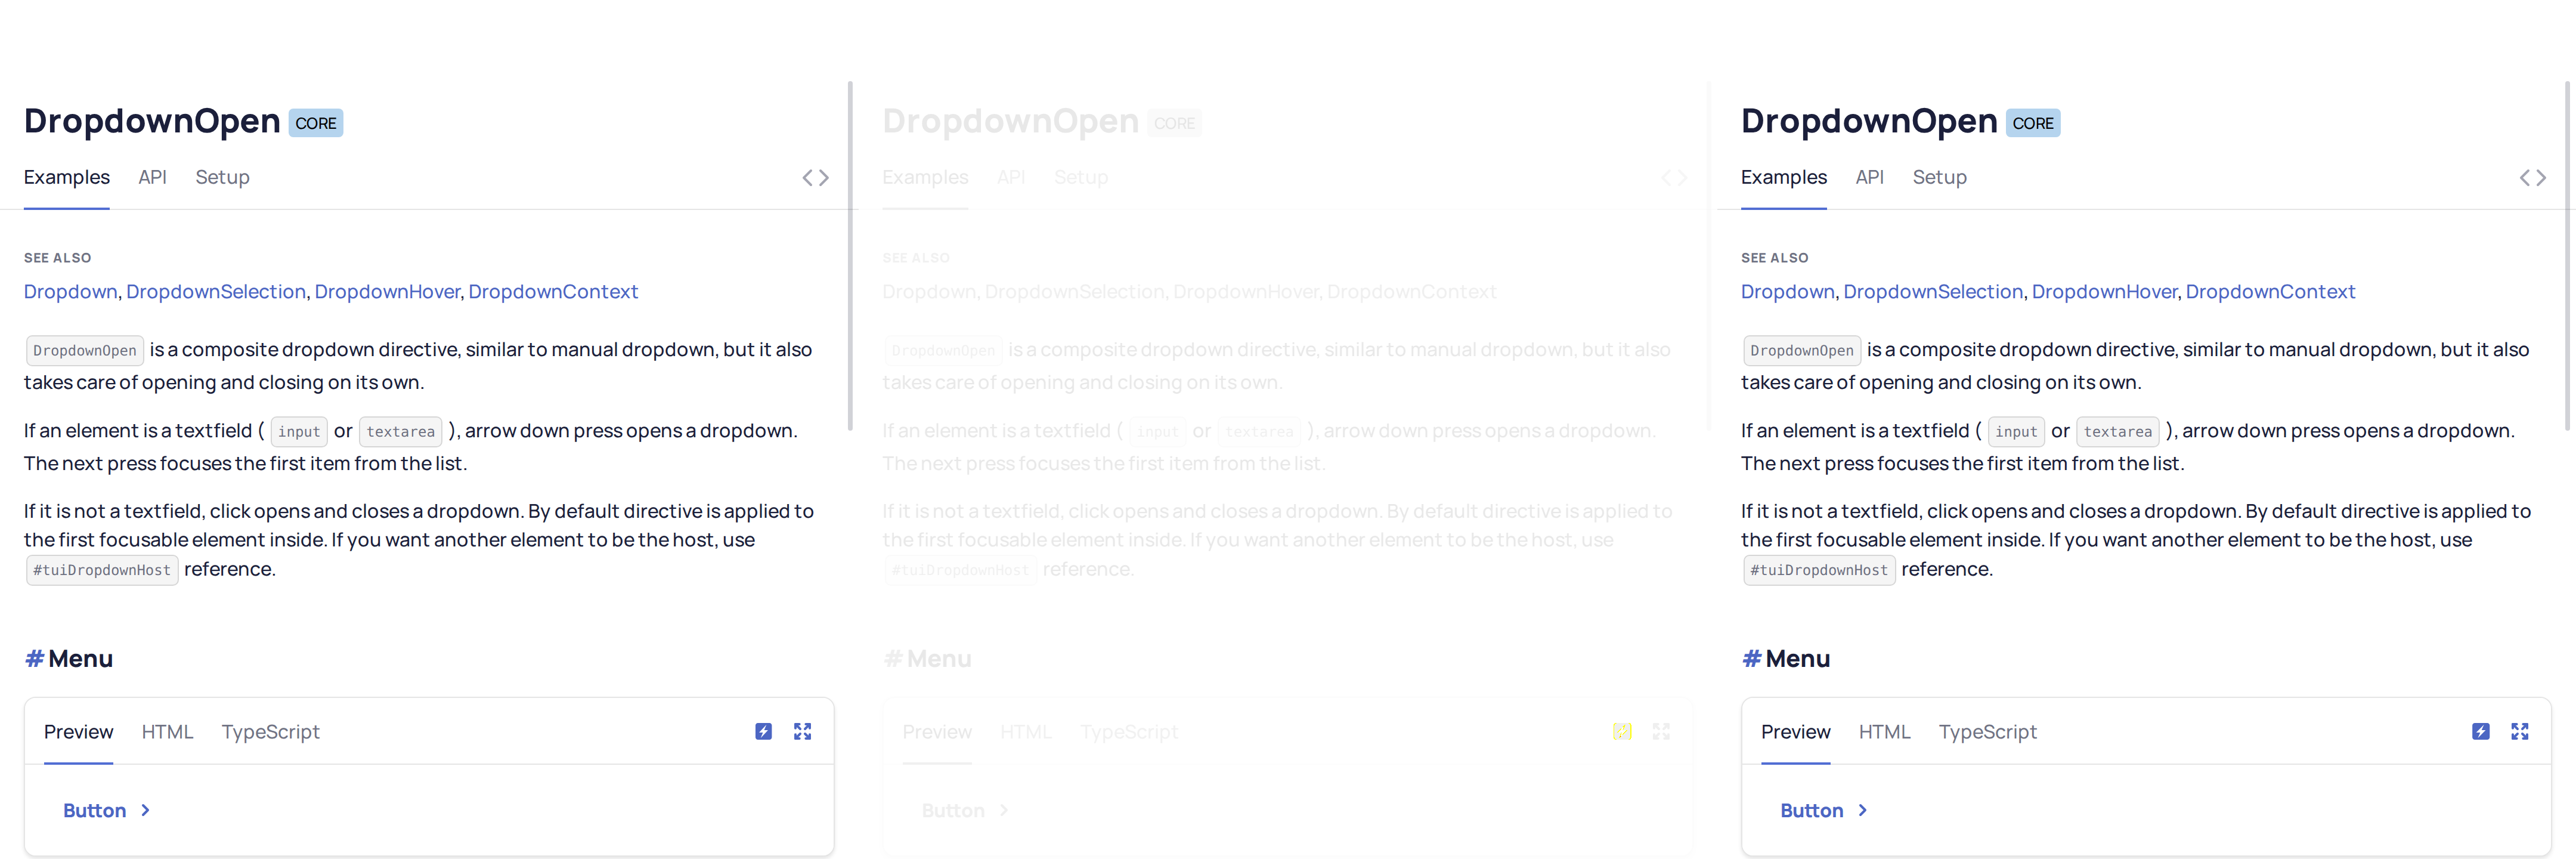 DropdownOpen CORE
Examples API Setup
SEE ALSO
Dropdown, DropdownSelection, DropdownHover, DropdownContext
DropdownOpen is a composite dropdown directive, similar to manual dropdown, but it also
takes care of opening and closing on its own.
If an element is a textfield ( input or textarea ), arrow down press opens a dropdown.
The next press focuses the first item from the list.
If it is not a textfield, click opens and closes a dropdown. By default directive is applied to
the first focusable element inside. If you want another element to be the host, use
#tuiDropdownHost reference.
# Menu
Preview HTML TypeScript
Button
DropdownOpen CORE
Examples API Setup
SEE ALSO
Dropdown, DropdownSelection, DropdownHover, DropdownContext
DropdownOpen is a composite dropdown directive, similar to manual dropdown, but it also
takes care of opening and closing on its own.
If an element is a textfield ( input or textarea ), arrow down press opens a dropdown.
The next press focuses the first item from the list.
If it is not a textfield, click opens and closes a dropdown. By default directive is applied to
the first focusable element inside. If you want another element to be the host, use
#tuiDropdownHost reference.
# Menu
Preview HTML TypeScript
Button
DropdownOpen CORE
Examples API Setup
SEE ALSO
Dropdown, DropdownSelection, DropdownHover, DropdownContext
DropdownOpen is a composite dropdown directive, similar to manual dropdown, but it also
takes care of opening and closing on its own.
If an element is a textfield ( input or textarea ), arrow down press opens a dropdown.
The next press focuses the first item from the list.
If it is not a textfield, click opens and closes a dropdown. By default directive is applied to
the first focusable element inside. If you want another element to be the host, use
#tuiDropdownHost reference.
# Menu
Preview HTML TypeScript
Button